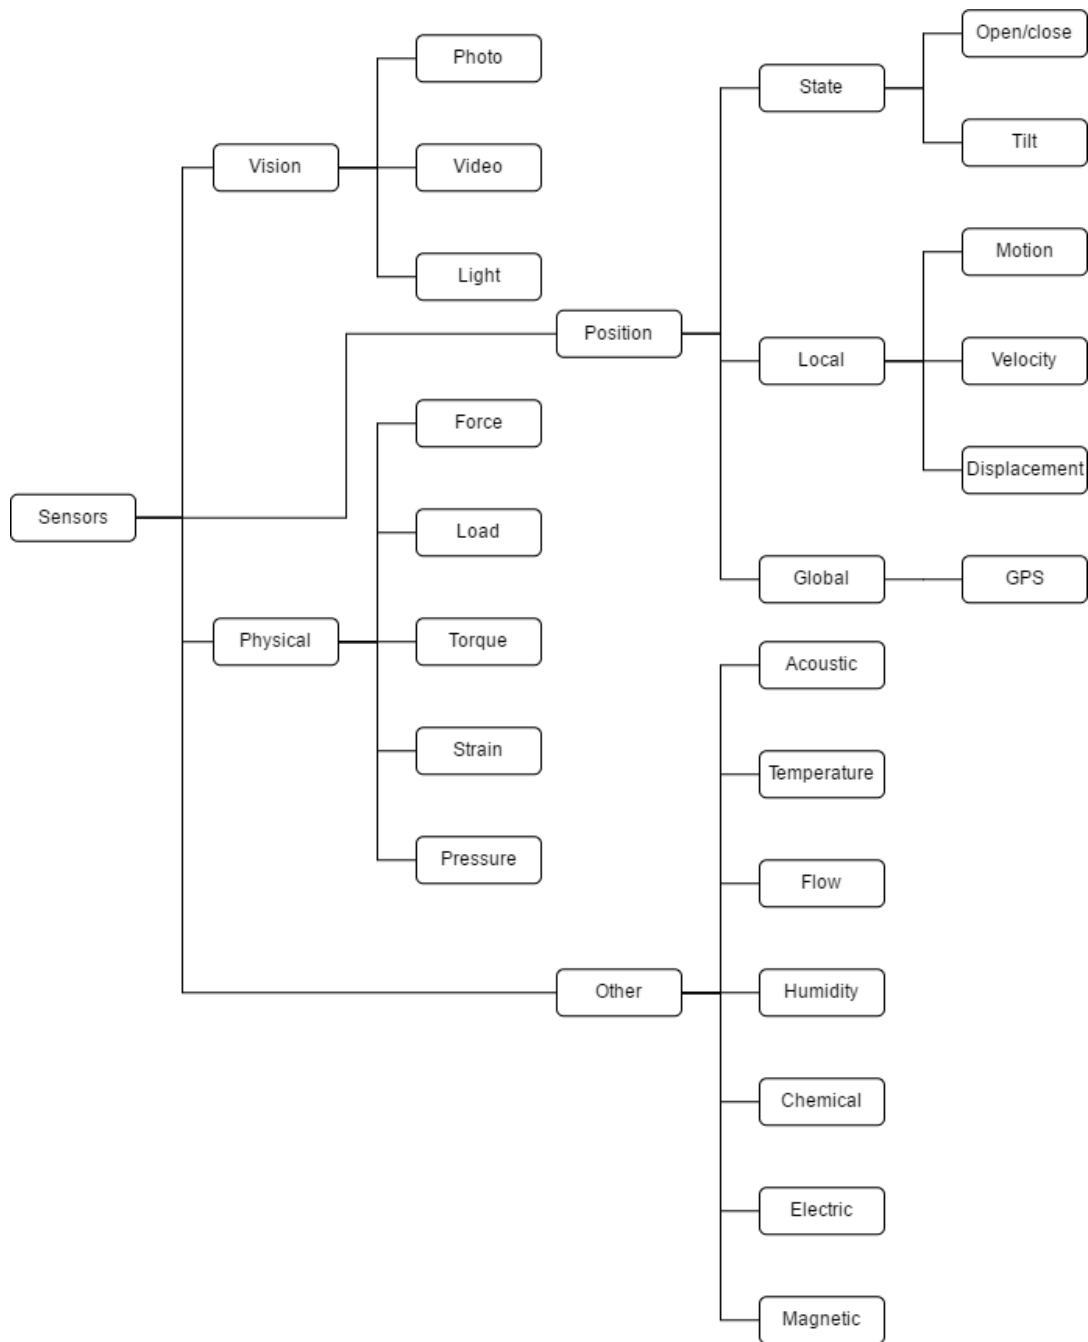 Open/close
Photo
State
Tilt
Vision
Video
Motion
Light
Position
Local
Velocity
Force
Displacement
Sensors
Load
Global
GPS
Physical
Torque
Acoustic
Strain
Temperature
Pressure
Flow
Other
Humidity
Chemical
Electric
Magnetic